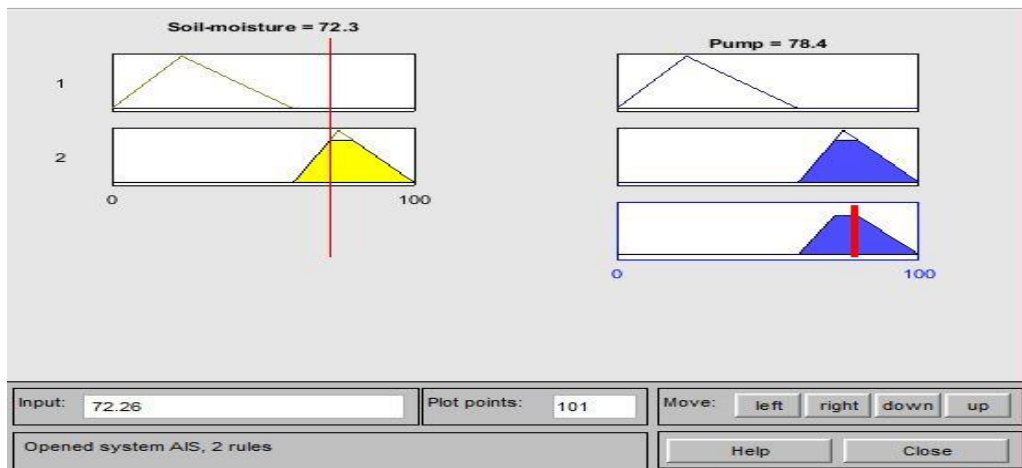 Soil-moisture = 72.3
Pump = 78.4
1
2
0 100
0 100
Input: 72.26
Plot points: 101
Move: left right down up
Opened system AIS, 2 rules
Help Close